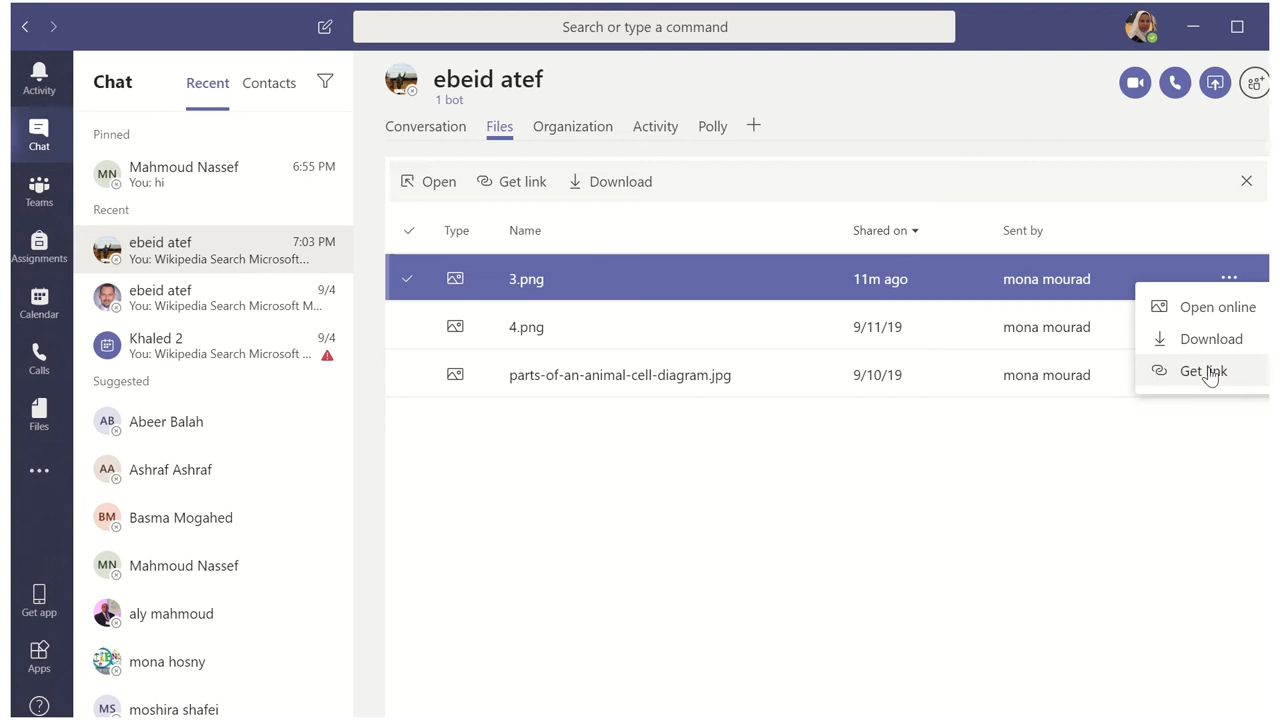 Search or type a command
Activity
Chat
Teams
Assignments
Calendar
Calls
Files
Get app
Apps
Chat
Recent
Contacts
Pinned
MN
Mahmoud Nassef
6:55 PM
You: hi
Recent
ebeid atef
7:03 PM
You: Wikipedia Search Microsoft...
ebeid atef
9/4
You: Wikipedia Search Microsoft M...
Khaled 2
9/4
You: Wikipedia Search Microsoft ...
Suggested
AB
Abeer Balah
AA
Ashraf Ashraf
BM
Basma Mogahed
MN
Mahmoud Nassef
aly mahmoud
mona hosny
MS
moshira shafei
ebeid atef
1 bot
Conversation
Files
Organization
Activity
Polly
Open
Get link
Download
Type
Name
Shared on
Sent by
3.png
11m ago
mona mourad
4.png
9/11/19
mona mourad
parts-of-an-animal-cell-diagram.jpg
9/10/19
mona mourad
Open online
Download
Get link